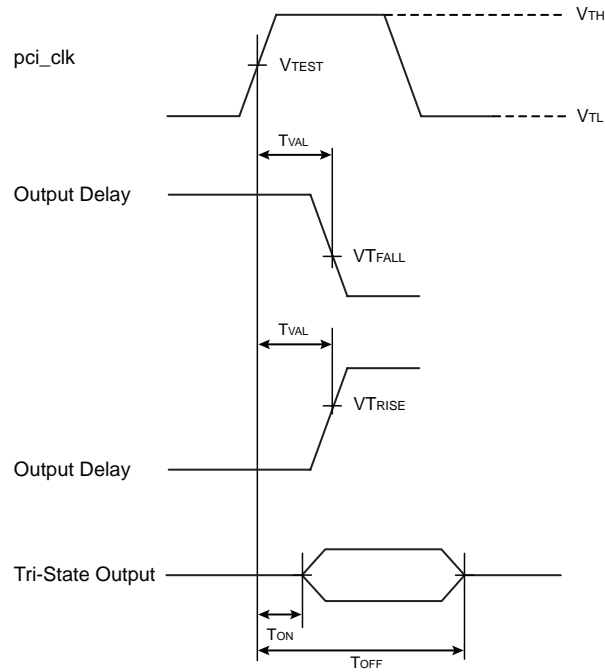 VTH
pci_clk
VTEST
VTL
TVAL
Output Delay
VTFALL
TVAL
VTRISE
Output Delay
Tri-State Output
TON
TOFF